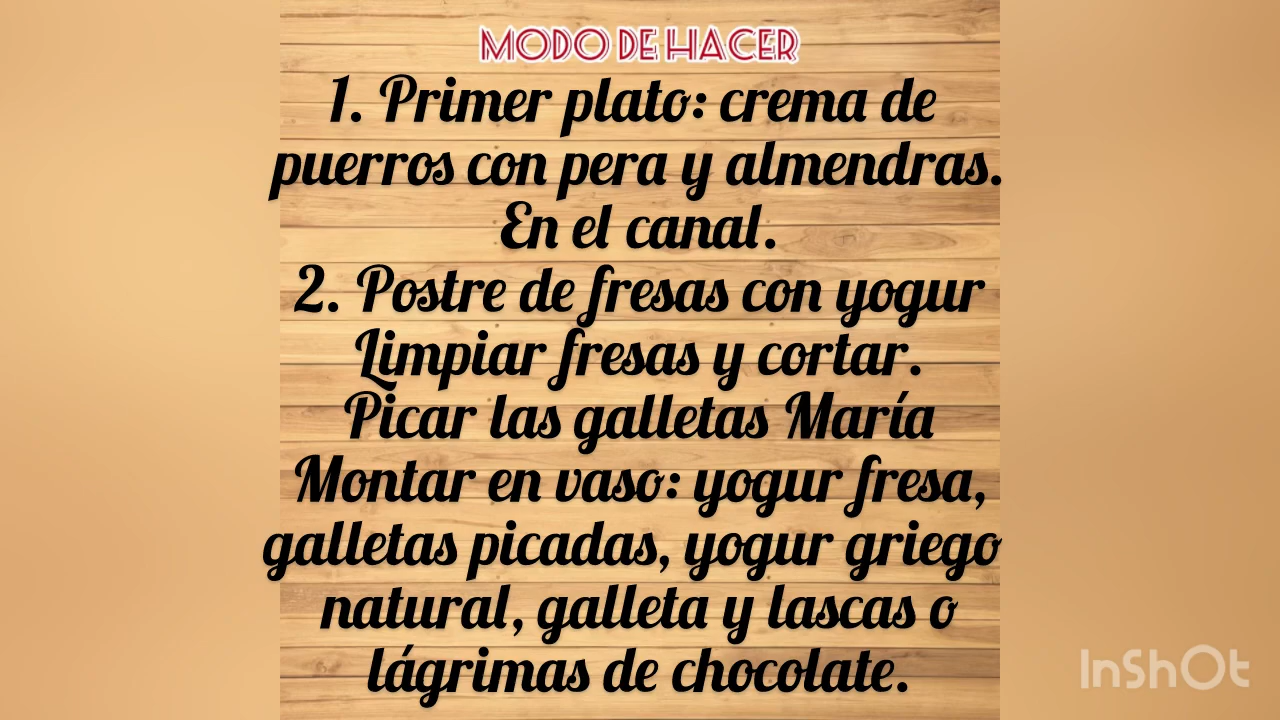 MODO DE HACER
1. Primer plato: crema de
puerros con pera y almendras.
En el canal.
2. Postre de fresas con yogur
Limpiar fresas y cortar.
Picar las galletas María
Montar en vaso: yogur fresa,
galletas picadas, yogur griego
natural, galleta y lascas o
lágrimas de chocolate.
InShOt